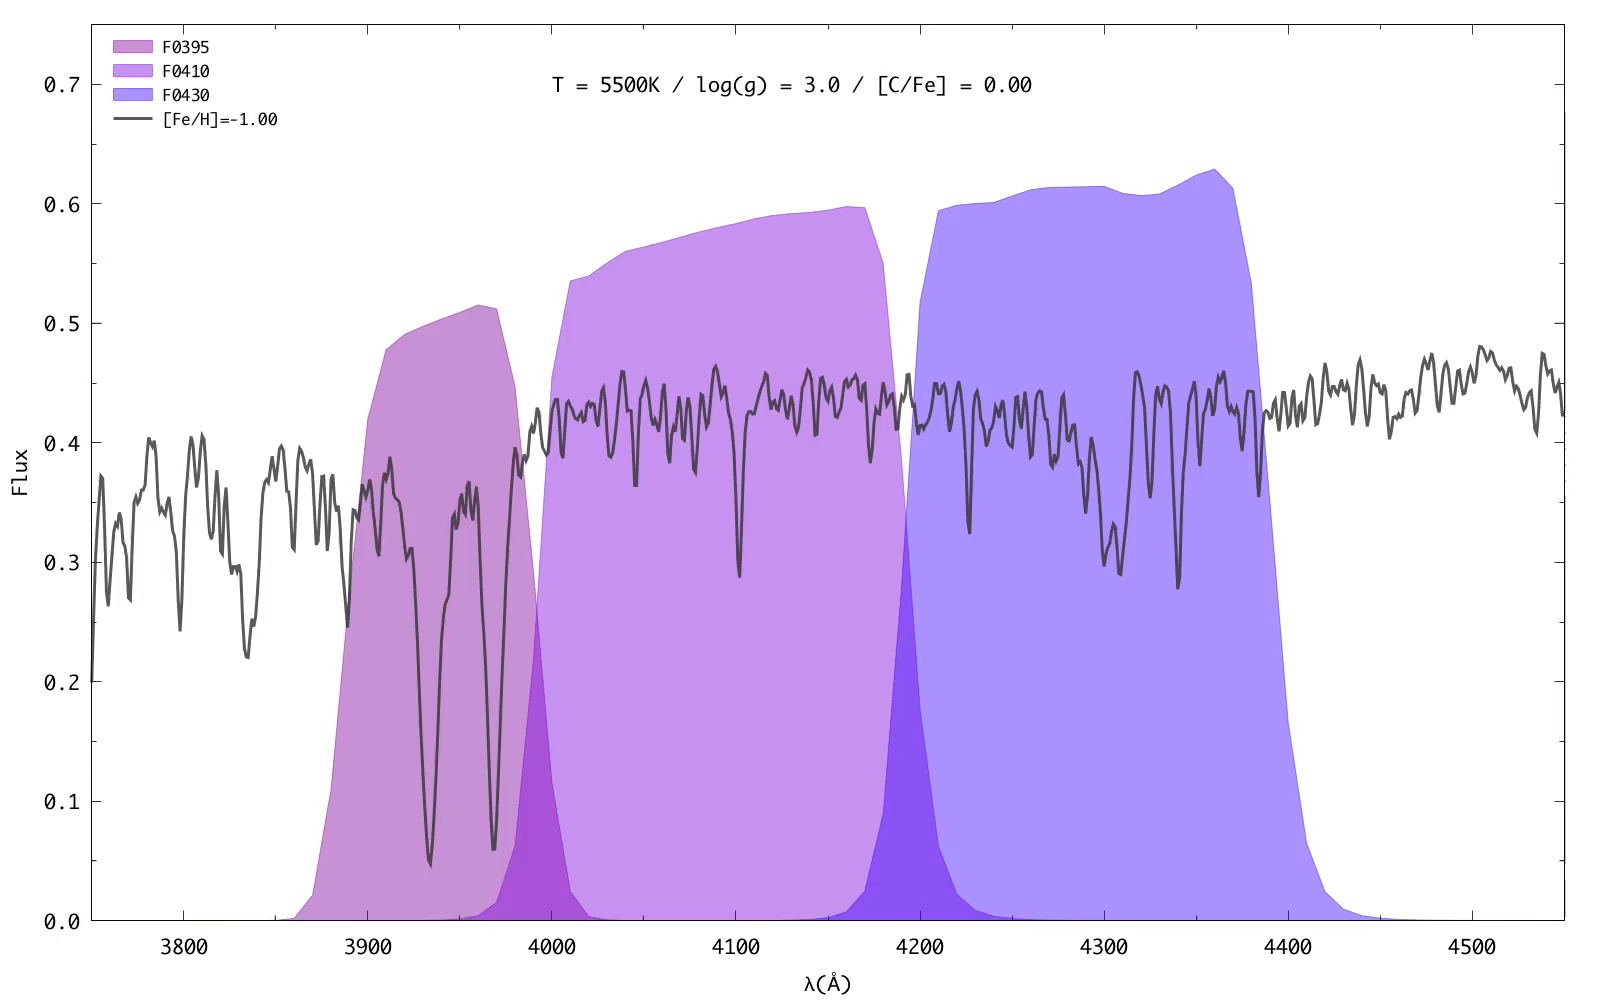 F0395
F0410
F0430
[Fe/H]=-1.00
T = 5500K / log(g) = 3.0 / [C/Fe] = 0.00
0.7
0.6
0.5
0.4
0.3
0.2
0.1
0.0
Flux
3800 3900 4000 4100 4200 4300 4400 4500
λ(Å)